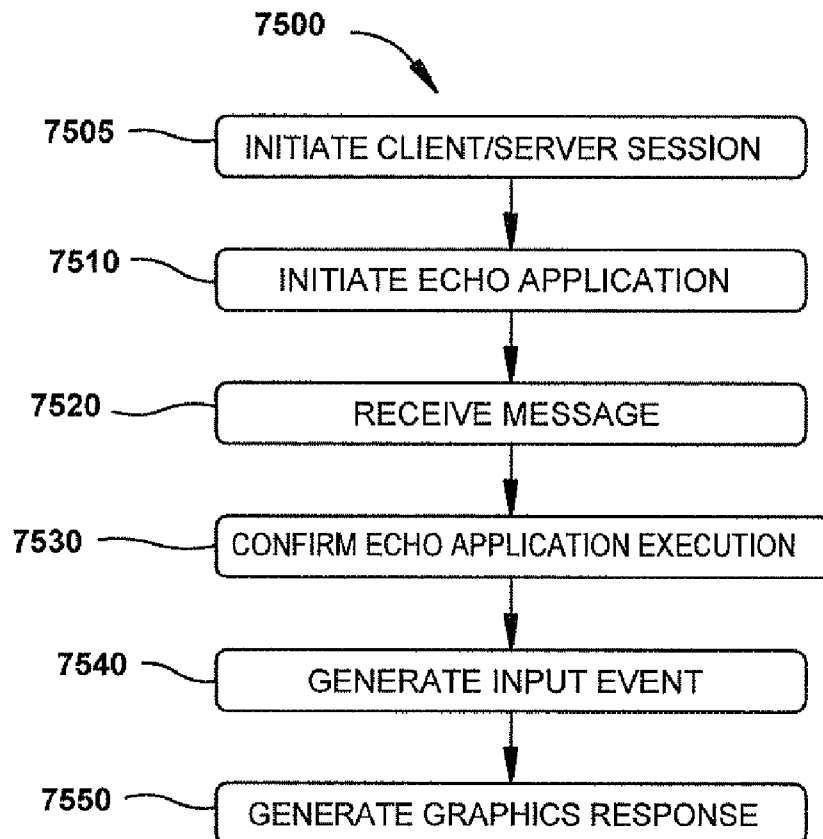 7500
7505 INITIATE CLIENT/SERVER SESSION
7510 INITIATE ECHO APPLICATION
7520 RECEIVE MESSAGE
7530 CONFIRM ECHO APPLICATION EXECUTION
7540 GENERATE INPUT EVENT
7550 GENERATE GRAPHICS RESPONSE